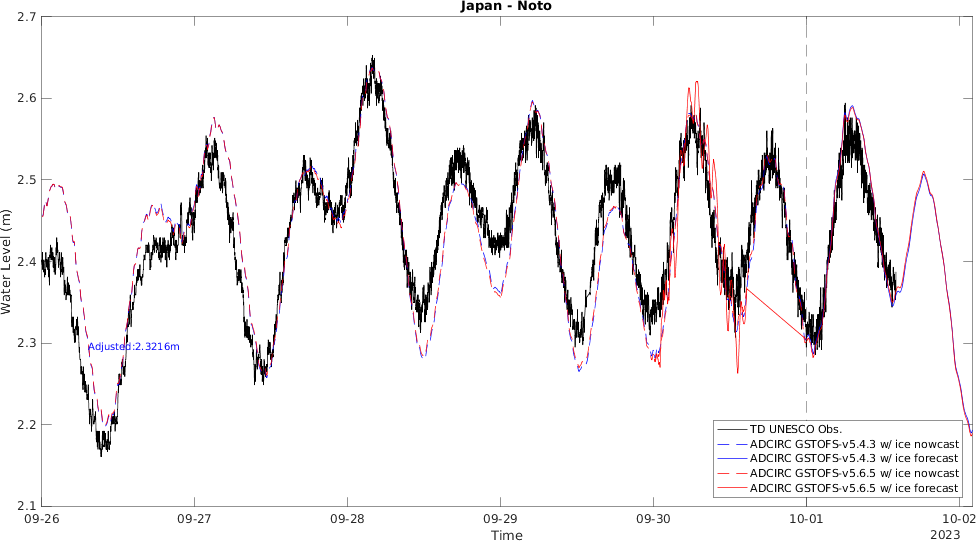 Japan - Noto
2.7
2.6
2.5
2.4
2.3
2.2
2.1
Water Level (m)
Adjusted:2.3216m
TD UNESCO Obs.
ADCIRC GSTOFS-v5.4.3 w/ ice nowcast
ADCIRC GSTOFS-v5.4.3 w/ ice forecast
ADCIRC GSTOFS-v5.6.5 w/ ice nowcast
ADCIRC GSTOFS-v5.6.5 w/ ice forecast
09-26 09-27 09-28 09-29 09-30 10-01 10-02
Time
2023